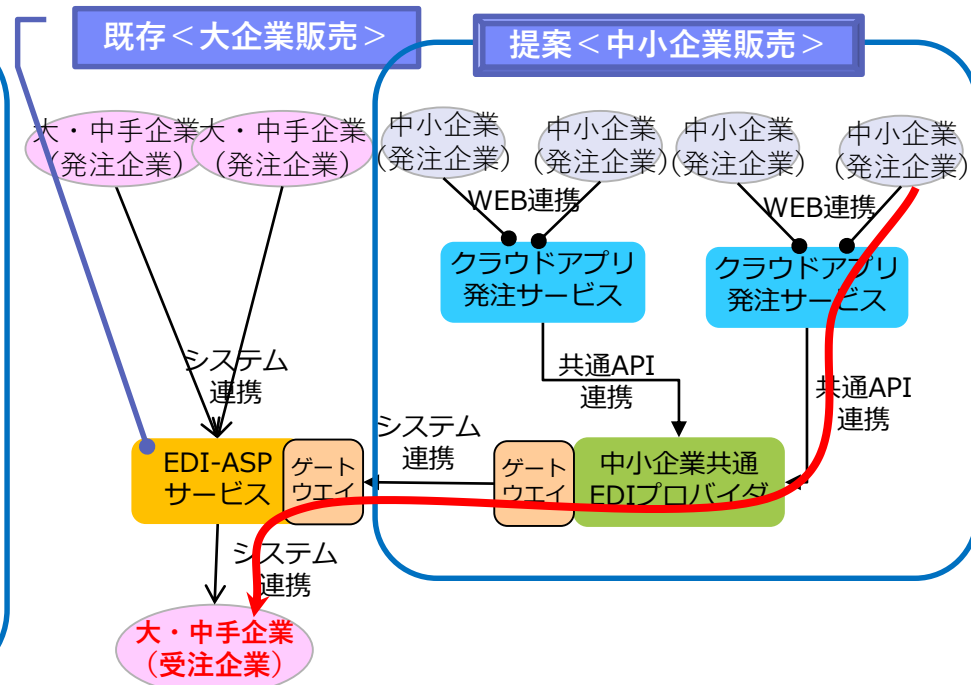 既存＜大企業販売＞
提案＜中小企業販売＞
大・中手企業
(発注企業)
大・中手企業
(発注企業)
中小企業
(発注企業)
中小企業
(発注企業)
中小企業
(発注企業)
中小企業
(発注企業)
WEB連携
WEB連携
クラウドアプリ
発注サービス
クラウドアプリ
発注サービス
システム
連携
共通API
連携
共通API
連携
システム
連携
EDI-ASP
サービス
ゲート
ウエイ
ゲート
ウエイ
中小企業共通
EDIプロバイダ
システム
連携
大・中手企業
（受注企業）